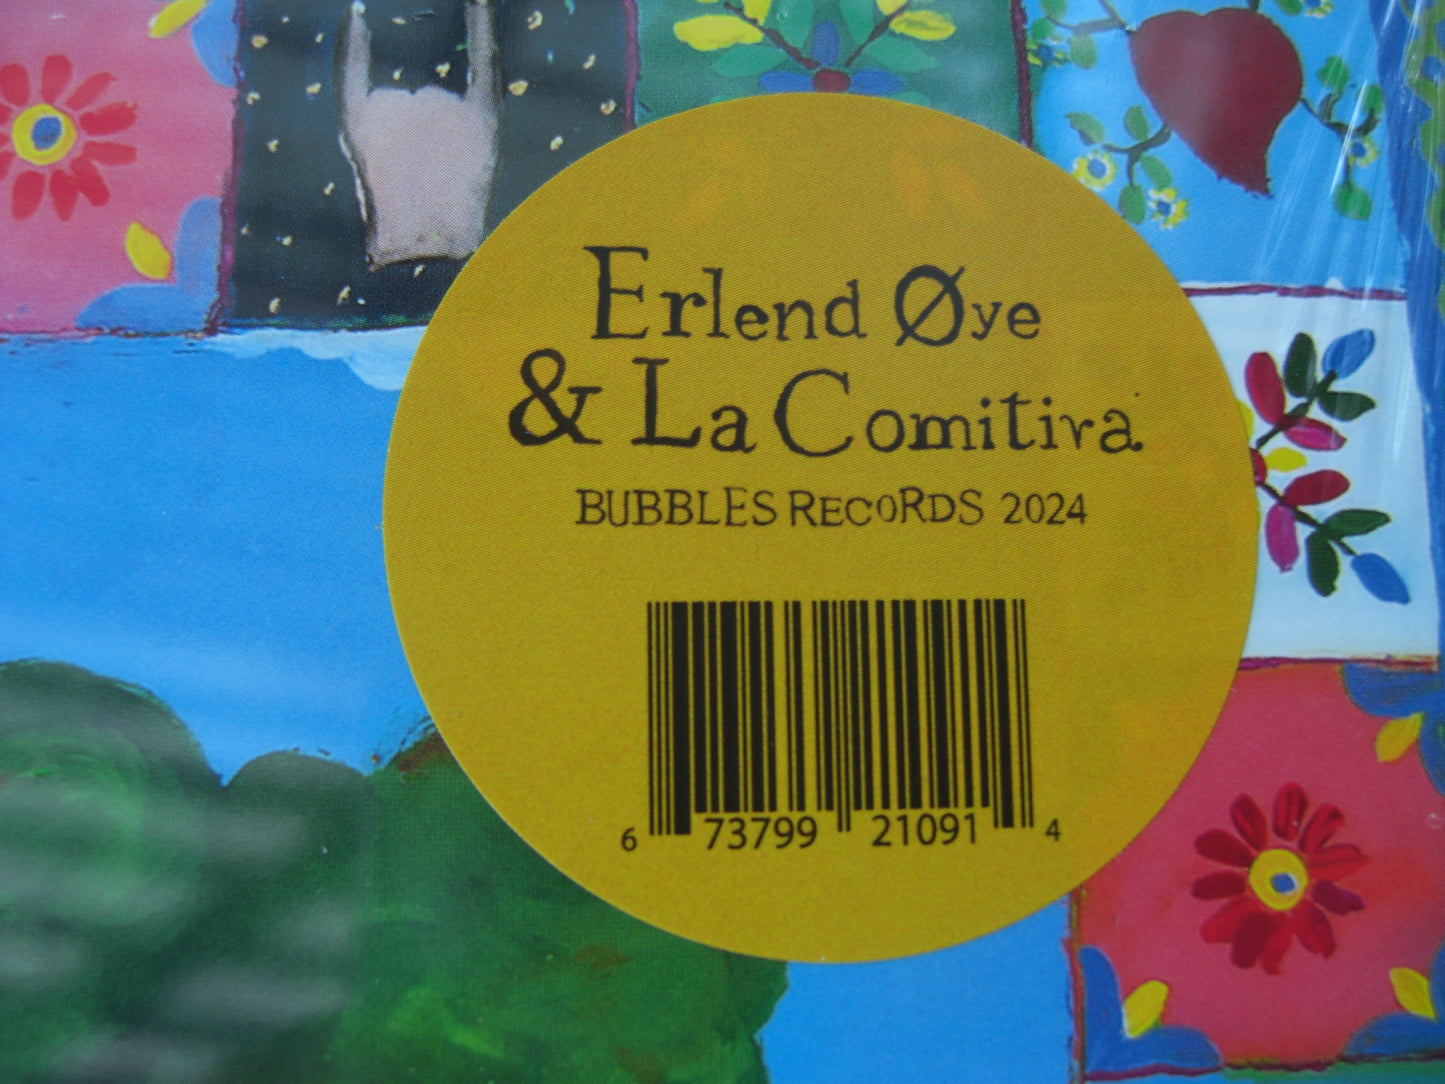 Erlend Øye
& La Comitiva
BUBBLES RECORDS 2024
6 73799 21091 4